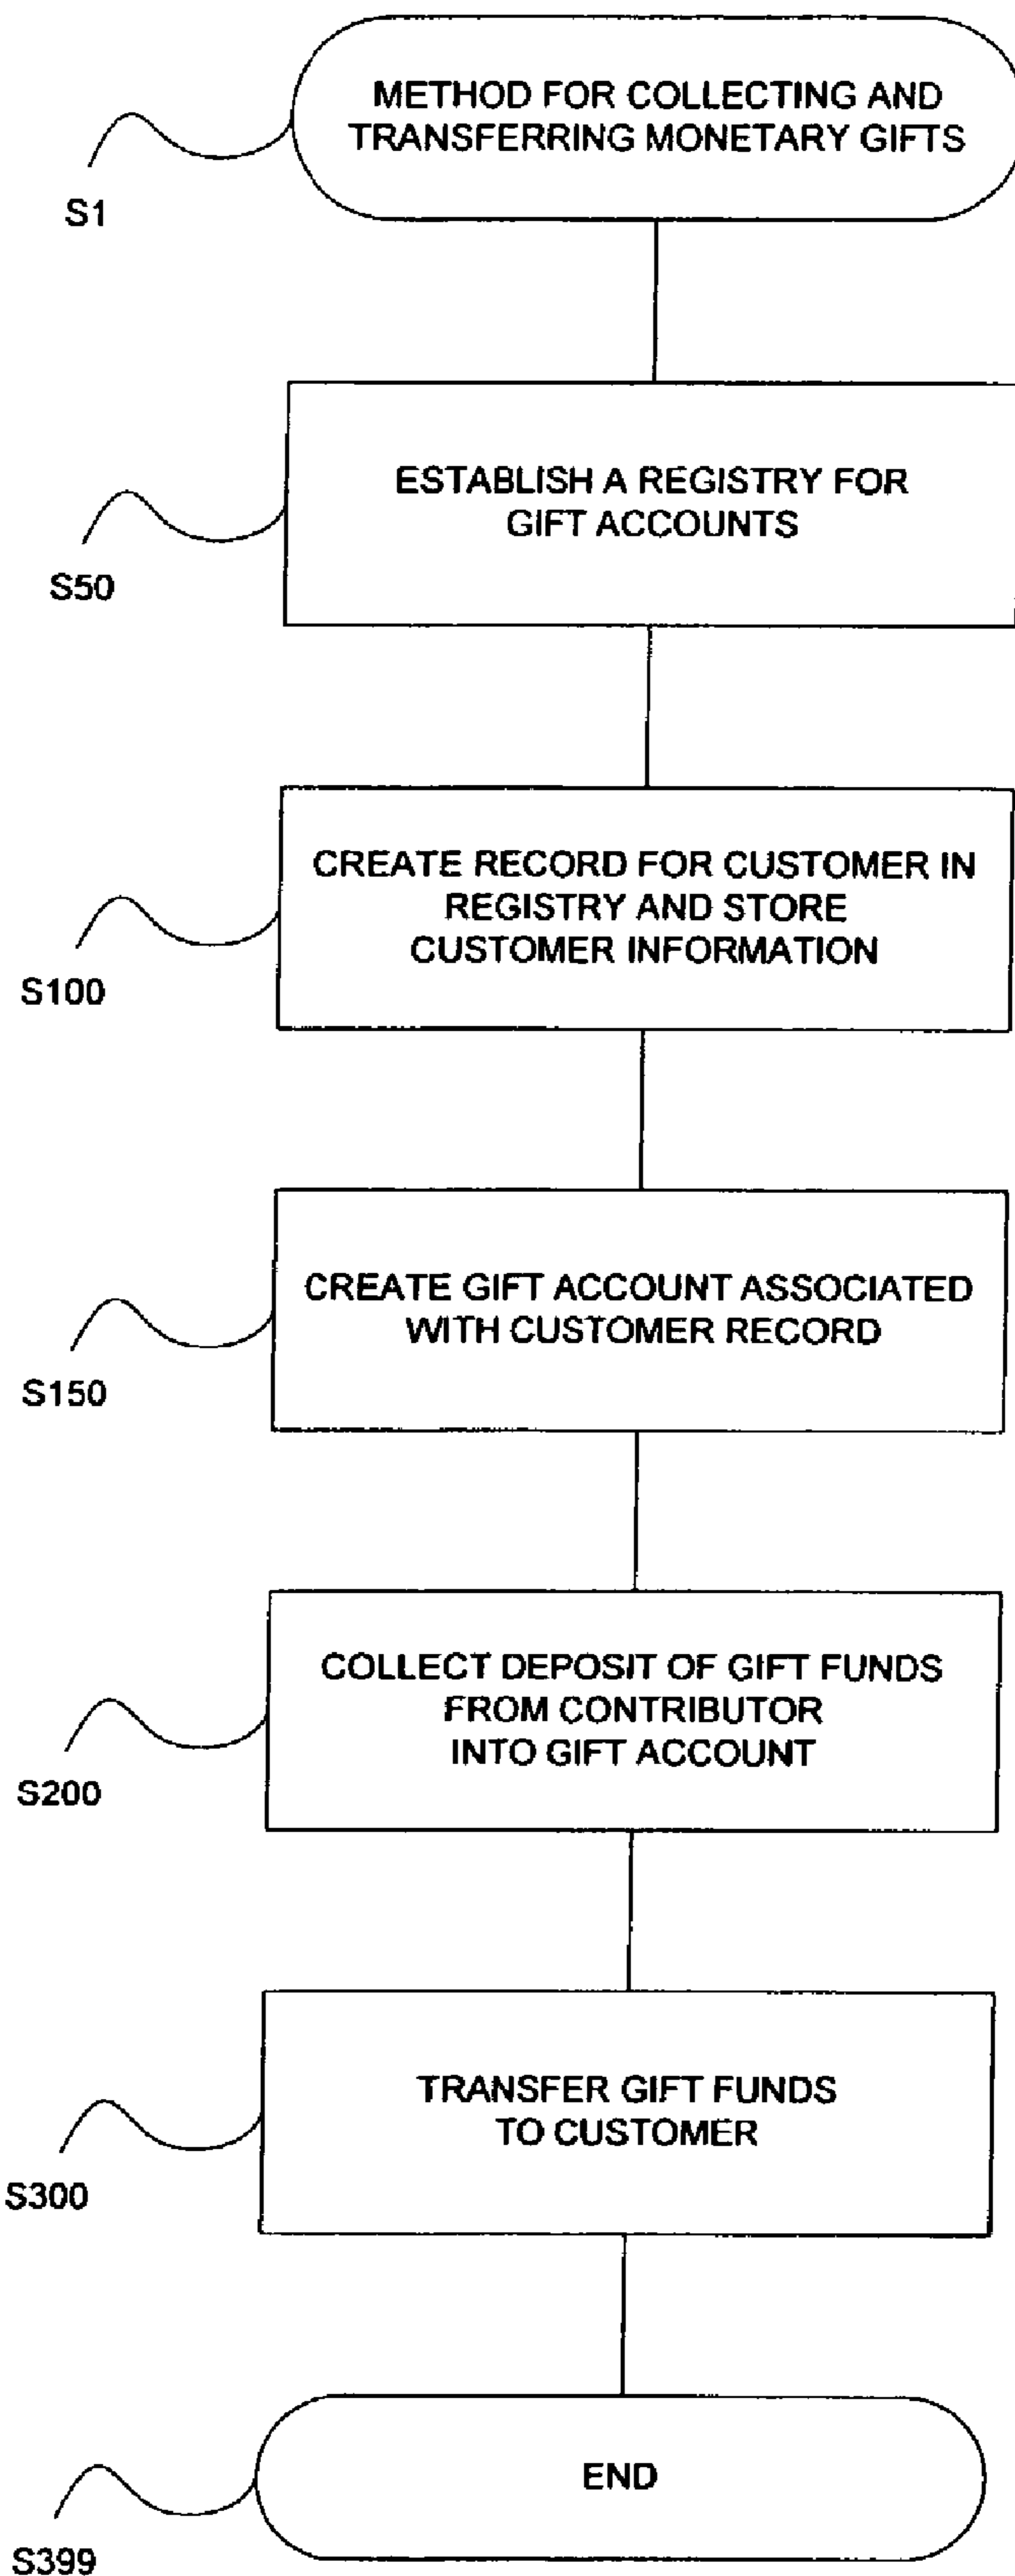 METHOD FOR COLLECTING AND
TRANSFERRING MONETARY GIFTS
S1
ESTABLISH A REGISTRY FOR
GIFT ACCOUNTS
S50
CREATE RECORD FOR CUSTOMER IN
REGISTRY AND STORE
CUSTOMER INFORMATION
S100
CREATE GIFT ACCOUNT ASSOCIATED
WITH CUSTOMER RECORD
S150
COLLECT DEPOSIT OF GIFT FUNDS
FROM CONTRIBUTOR
INTO GIFT ACCOUNT
S200
TRANSFER GIFT FUNDS
TO CUSTOMER
S300
END
S399